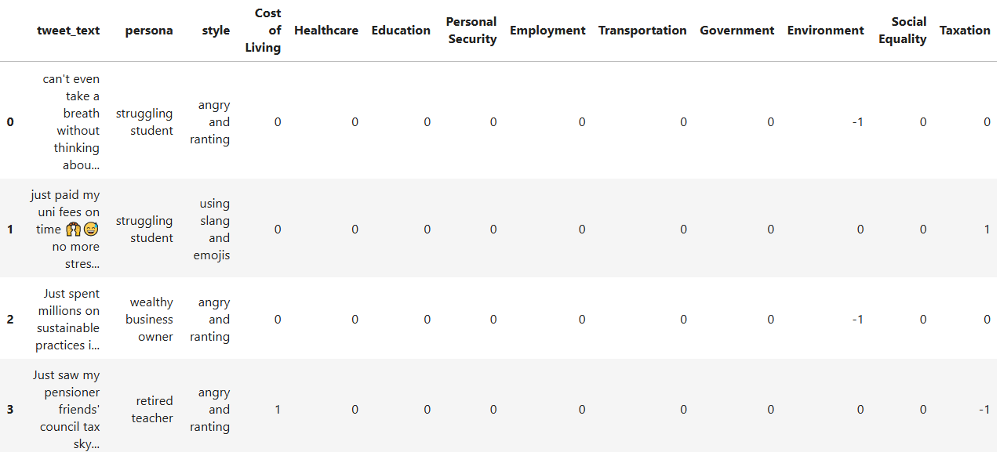 tweet_text persona style Cost of Living Healthcare Education Personal Security Employment Transportation Government Environment Social Equality Taxation
0 can't even take a breath without thinking abou... struggling student angry and ranting 0 0 0 0 0 0 0 -1 0 0
1 just paid my uni fees on time 🙌😅 no more stres... struggling student using slang and emojis 0 0 0 0 0 0 0 0 0 1
2 Just spent millions on sustainable practices i... wealthy business owner angry and ranting 0 0 0 0 0 0 0 -1 0 0
3 Just saw my pensioner friends' council tax sky... retired teacher angry and ranting 1 0 0 0 0 0 0 0 0 -1